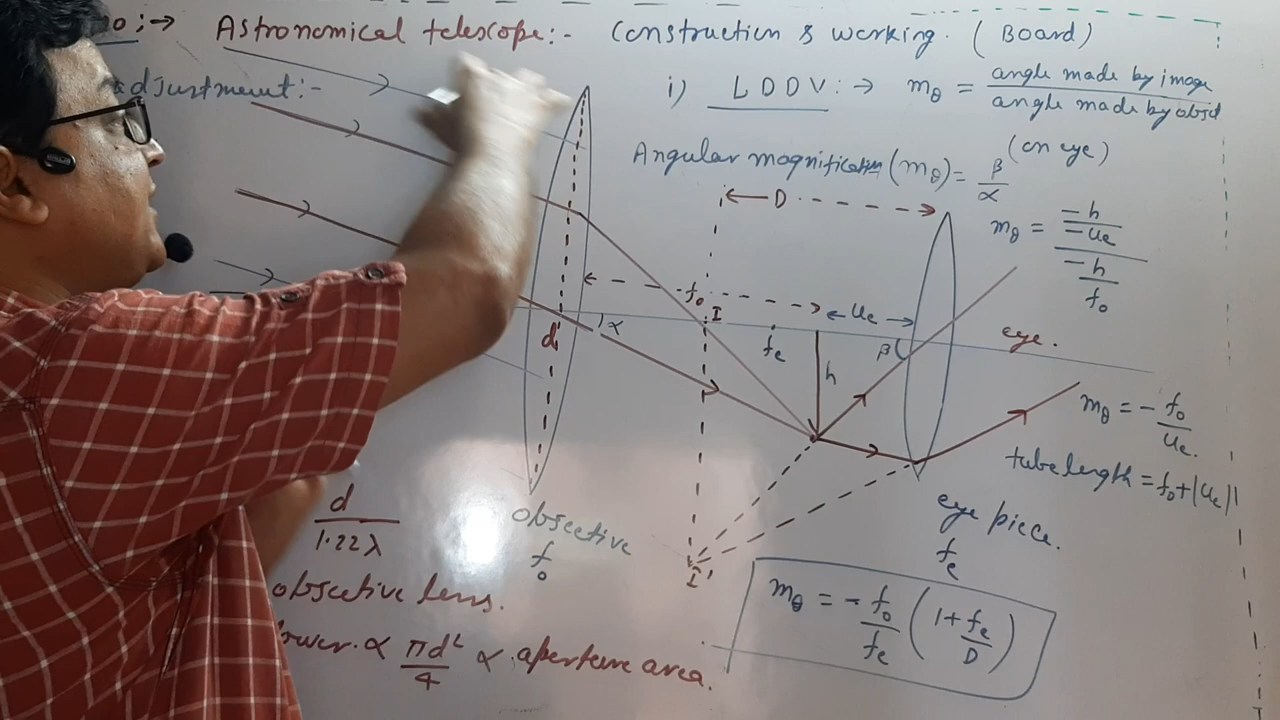 o :→ Astronomical telescope :- Construction & working. ( Board )
adjustment :-
i) LDDV :→ mθ = angle made by image / angle made by object
(on eye)
Angular magnification (mθ) = β/α
mθ = (-h / -ue) / (-h / fo)
← D - - - →
fo
I
← ue →
α
d
fe
β
eye.
h
mθ = - fo/ue.
tube length = fo + |ue|
d / 1.22λ
objective
fo
eye piece.
fe
I'
objective lens.
mθ = - fo/fe ( 1 + fe/D )
ower ∝ πd²/4 ∝ aperture area.